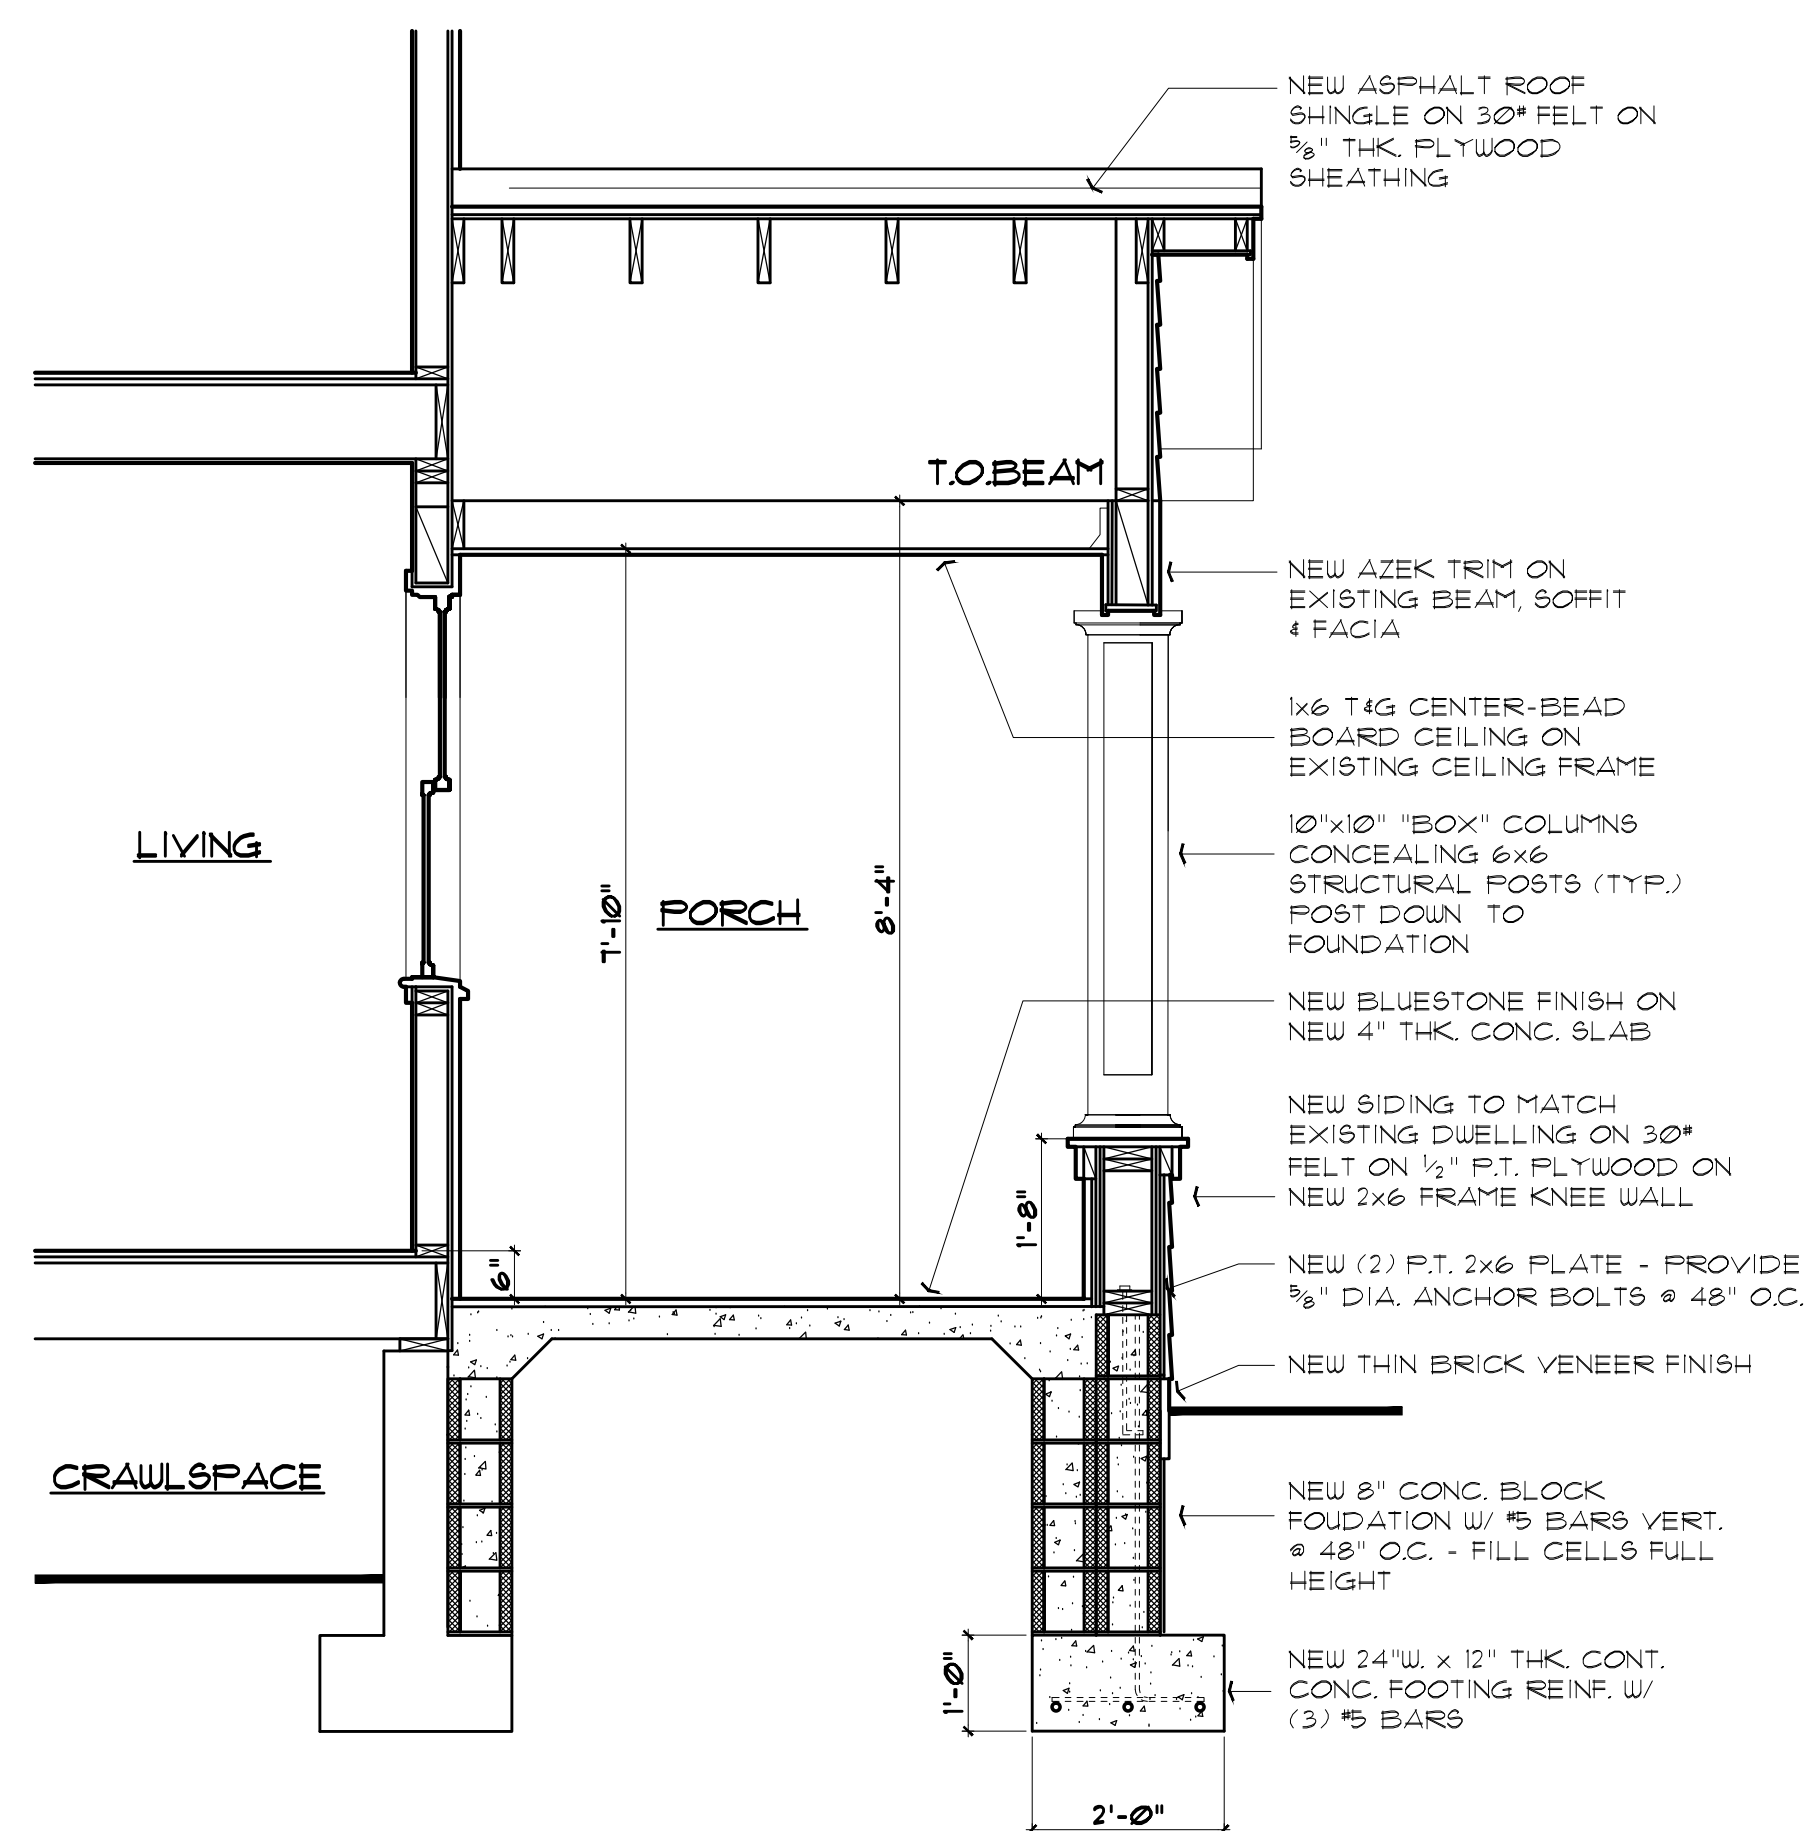 NEW ASPHALT ROOF
SHINGLE ON 30# FELT ON
5/8" THK. PLYWOOD
SHEATHING
T.O.BEAM
NEW AZEK TRIM ON
EXISTING BEAM, SOFFIT
& FACIA
1x6 T&G CENTER-BEAD
BOARD CEILING ON
EXISTING CEILING FRAME
LIVING
PORCH
7'-10"
8'-4"
10"x10" "BOX" COLUMNS
CONCEALING 6x6
STRUCTURAL POSTS (TYP.)
POST DOWN TO
FOUNDATION
NEW BLUESTONE FINISH ON
NEW 4" THK. CONC. SLAB
NEW SIDING TO MATCH
EXISTING DWELLING ON 30#
FELT ON 1/2" P.T. PLYWOOD ON
NEW 2x6 FRAME KNEE WALL
1'-8"
6"
NEW (2) P.T. 2x6 PLATE - PROVIDE
5/8" DIA. ANCHOR BOLTS @ 48" O.C.
NEW THIN BRICK VENEER FINISH
CRAWLSPACE
NEW 8" CONC. BLOCK
FOUDATION W/ #5 BARS VERT.
@ 48" O.C. - FILL CELLS FULL
HEIGHT
1'-0"
NEW 24"W. x 12" THK. CONT.
CONC. FOOTING REINF. W/
(3) #5 BARS
2'-0"